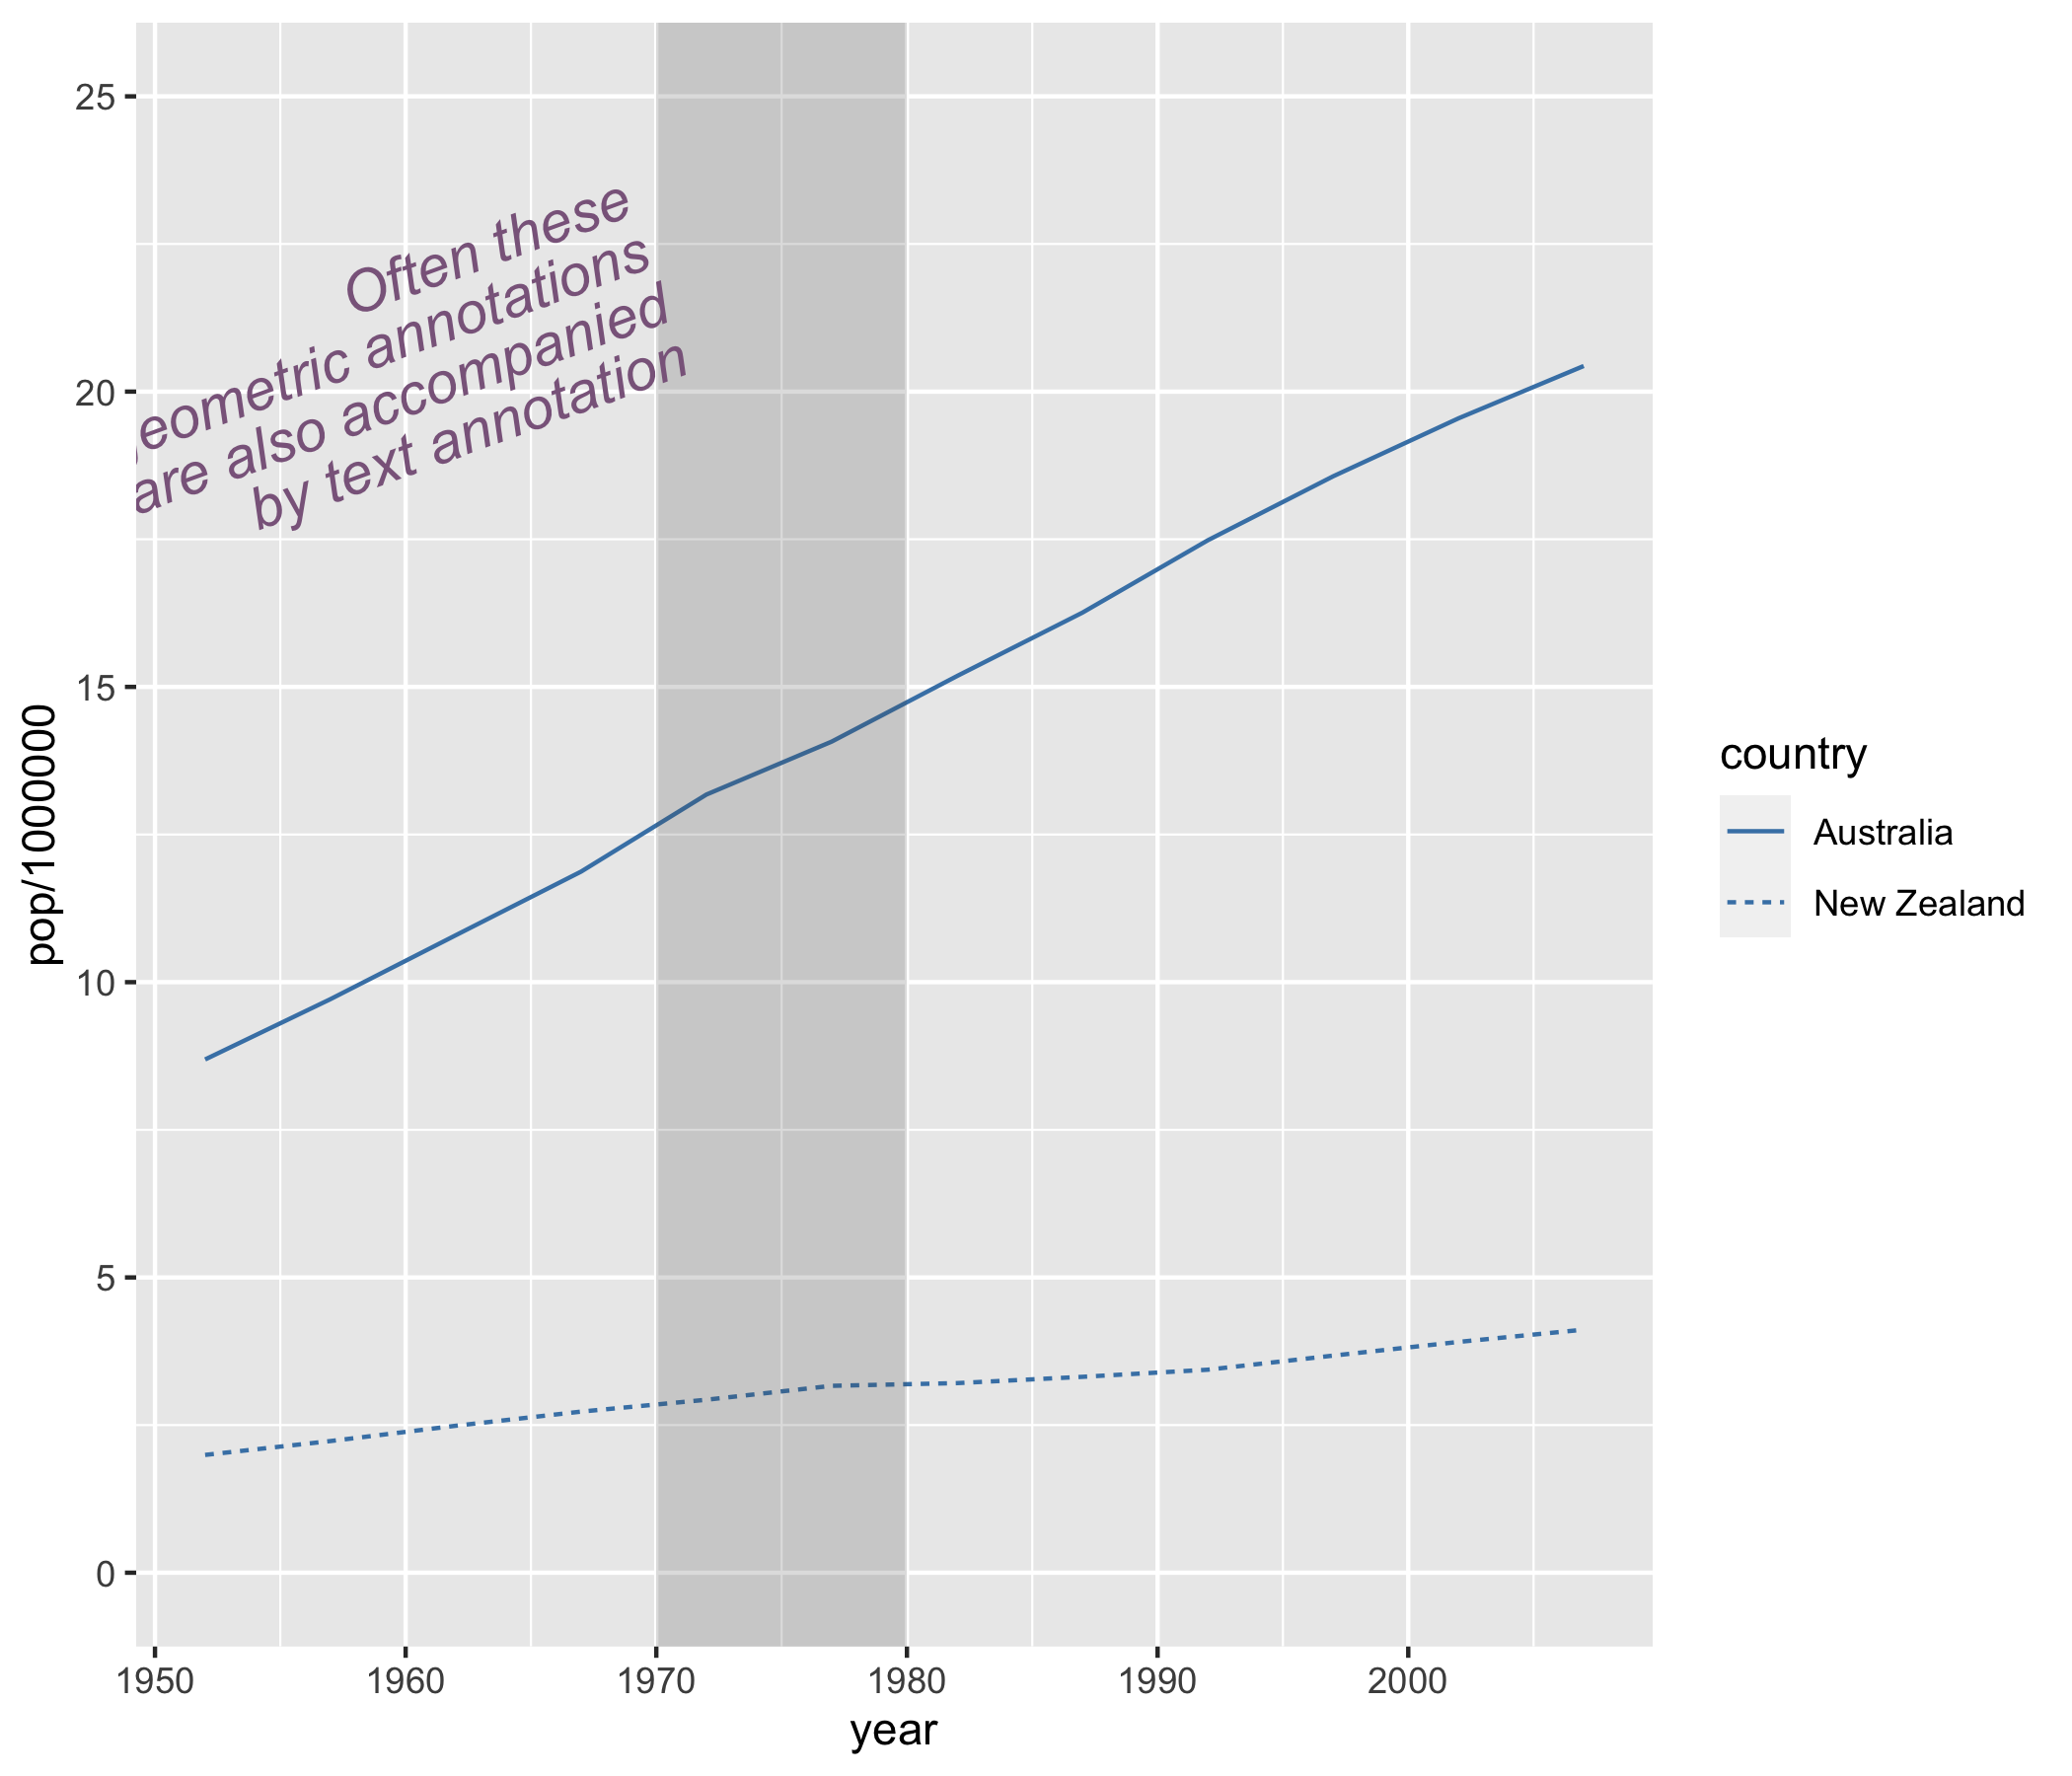 Often these
eometric annotations
are also accompanied
by text annotation
25
20
15
10
5
0
pop/1000000
1950 1960 1970 1980 1990 2000
year
country
Australia
New Zealand